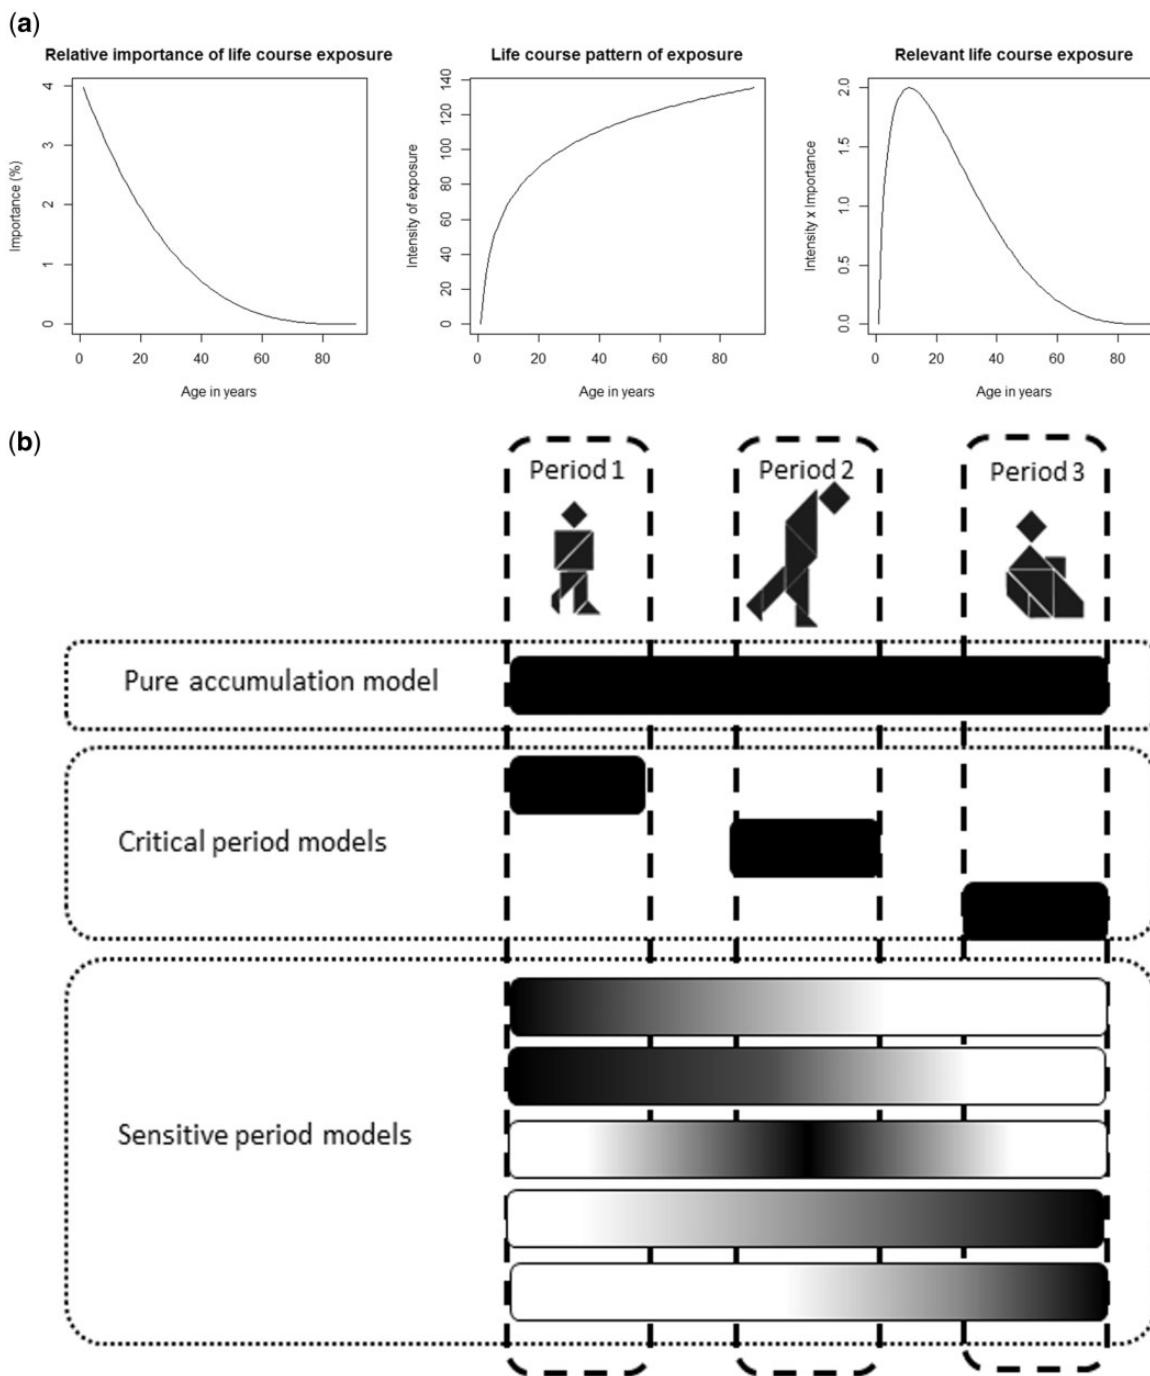 (a)
Relative importance of life course exposure
Life course pattern of exposure
Relevant life course exposure
Importance (%)
4
3
2
1
0
0 20 40 60 80
Age in years
Intensity of exposure
140
120
100
80
60
40
20
0
0 20 40 60 80
Age in years
Intensity x Importance
2.0
1.5
1.0
0.5
0.0
0 20 40 60 80
Age in years
(b)
Period 1
Period 2
Period 3
Pure accumulation model
Critical period models
Sensitive period models